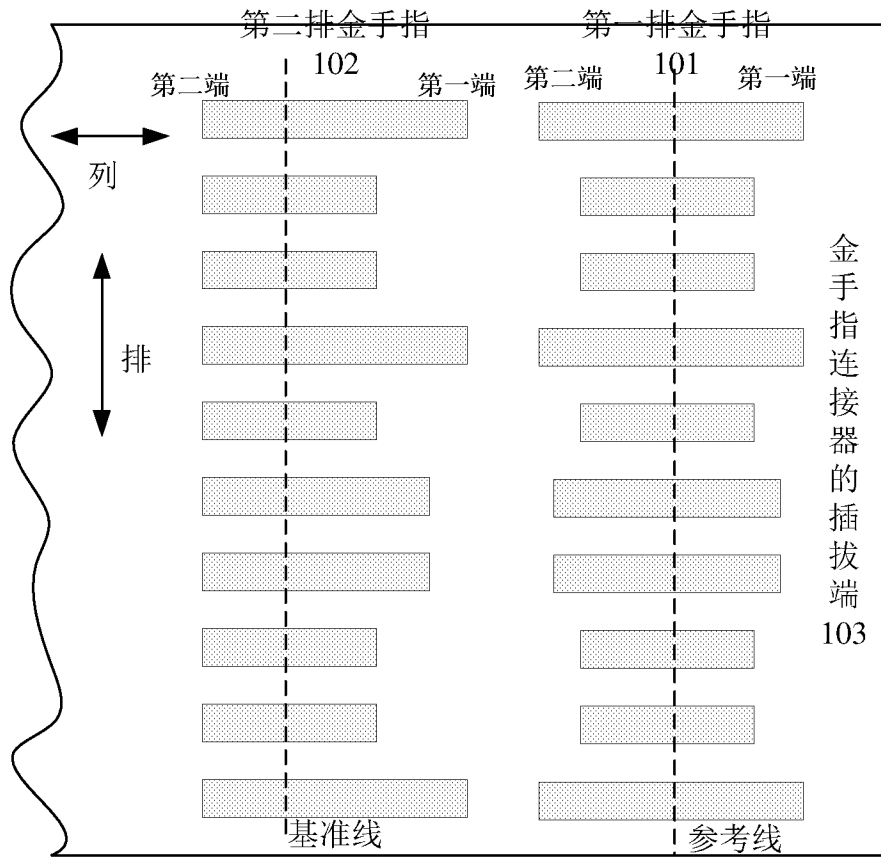 第二排金手指
102
第一排金手指
101
第二端
第一端
第二端
第一端
列
排
金手指连接器的插拔端
103
基准线
参考线